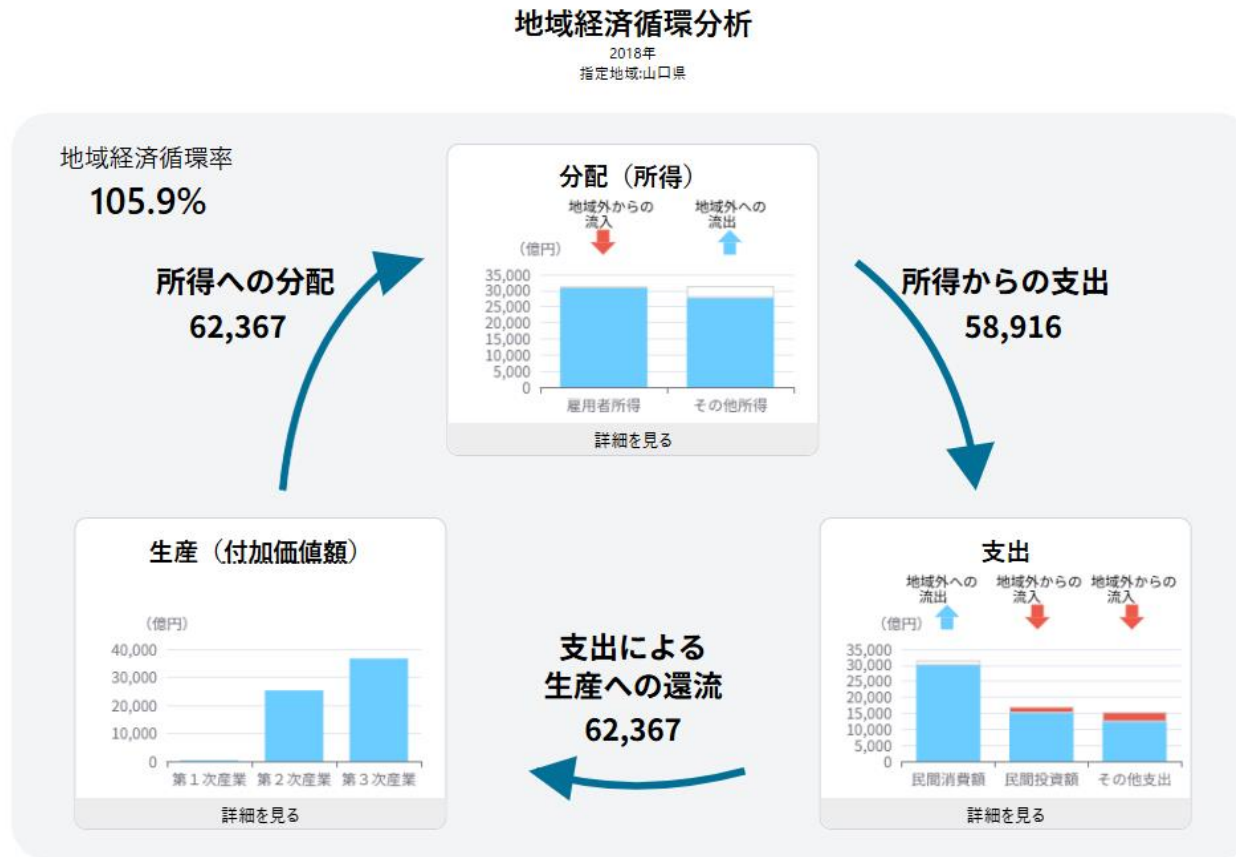 地域経済循環分析
2018年
指定地域:山口県
地域経済循環率
105.9%
所得への分配
62,367
分配（所得）
地域外からの
流入
地域外への
流出
（億円）
35,000
30,000
25,000
20,000
15,000
10,000
5,000
0
雇用者所得
その他所得
詳細を見る
所得からの支出
58,916
生産（付加価値額）
（億円）
40,000
30,000
20,000
10,000
0
第１次産業
第２次産業
第３次産業
詳細を見る
支出による
生産への還流
62,367
支出
地域外への
流出
地域外からの
流入
地域外からの
流入
（億円）
35,000
30,000
25,000
20,000
15,000
10,000
5,000
0
民間消費額
民間投資額
その他支出
詳細を見る